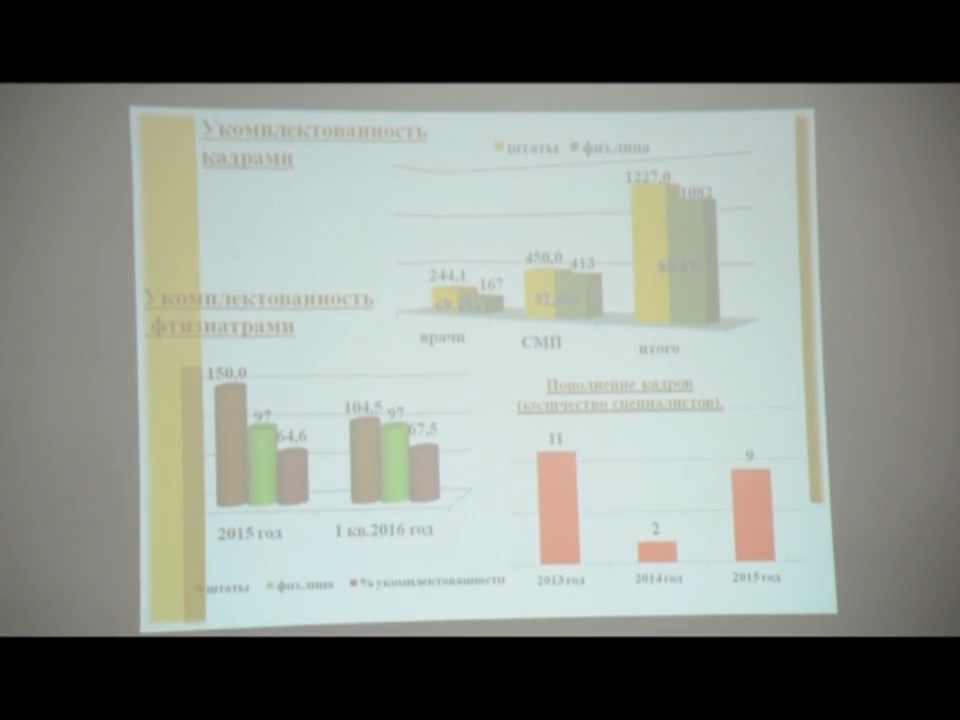 Укомплектованность
кадрами
штаты физ.лица
1227,0
1082
450,0
413
244,1
167
врачи
СМП
итого
Укомплектованность
фтизиатрами
150,0
97
64,6
104,5
97
67,5
2015 год
1 кв.2016 год
штаты физ.лица % укомплектованности
Пополнение кадров
(количество специалистов).
11
2
9
2013 год
2014 год
2015 год